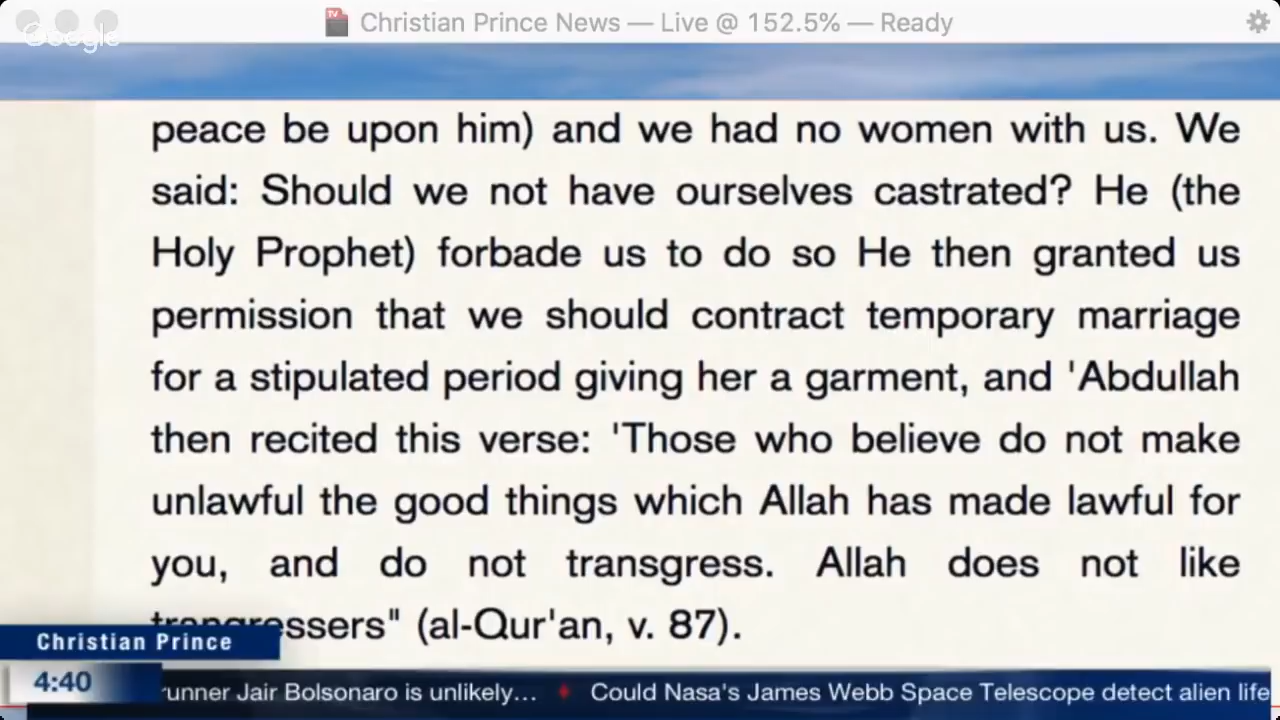 Christian Prince News — Live @ 152.5% — Ready
Google
peace be upon him) and we had no women with us. We
said: Should we not have ourselves castrated? He (the
Holy Prophet) forbade us to do so He then granted us
permission that we should contract temporary marriage
for a stipulated period giving her a garment, and 'Abdullah
then recited this verse: 'Those who believe do not make
unlawful the good things which Allah has made lawful for
you, and do not transgress. Allah does not like
trangressers" (al-Qur'an, v. 87).
Christian Prince
4:40
runner Jair Bolsonaro is unlikely... ♦ Could Nasa's James Webb Space Telescope detect alien life